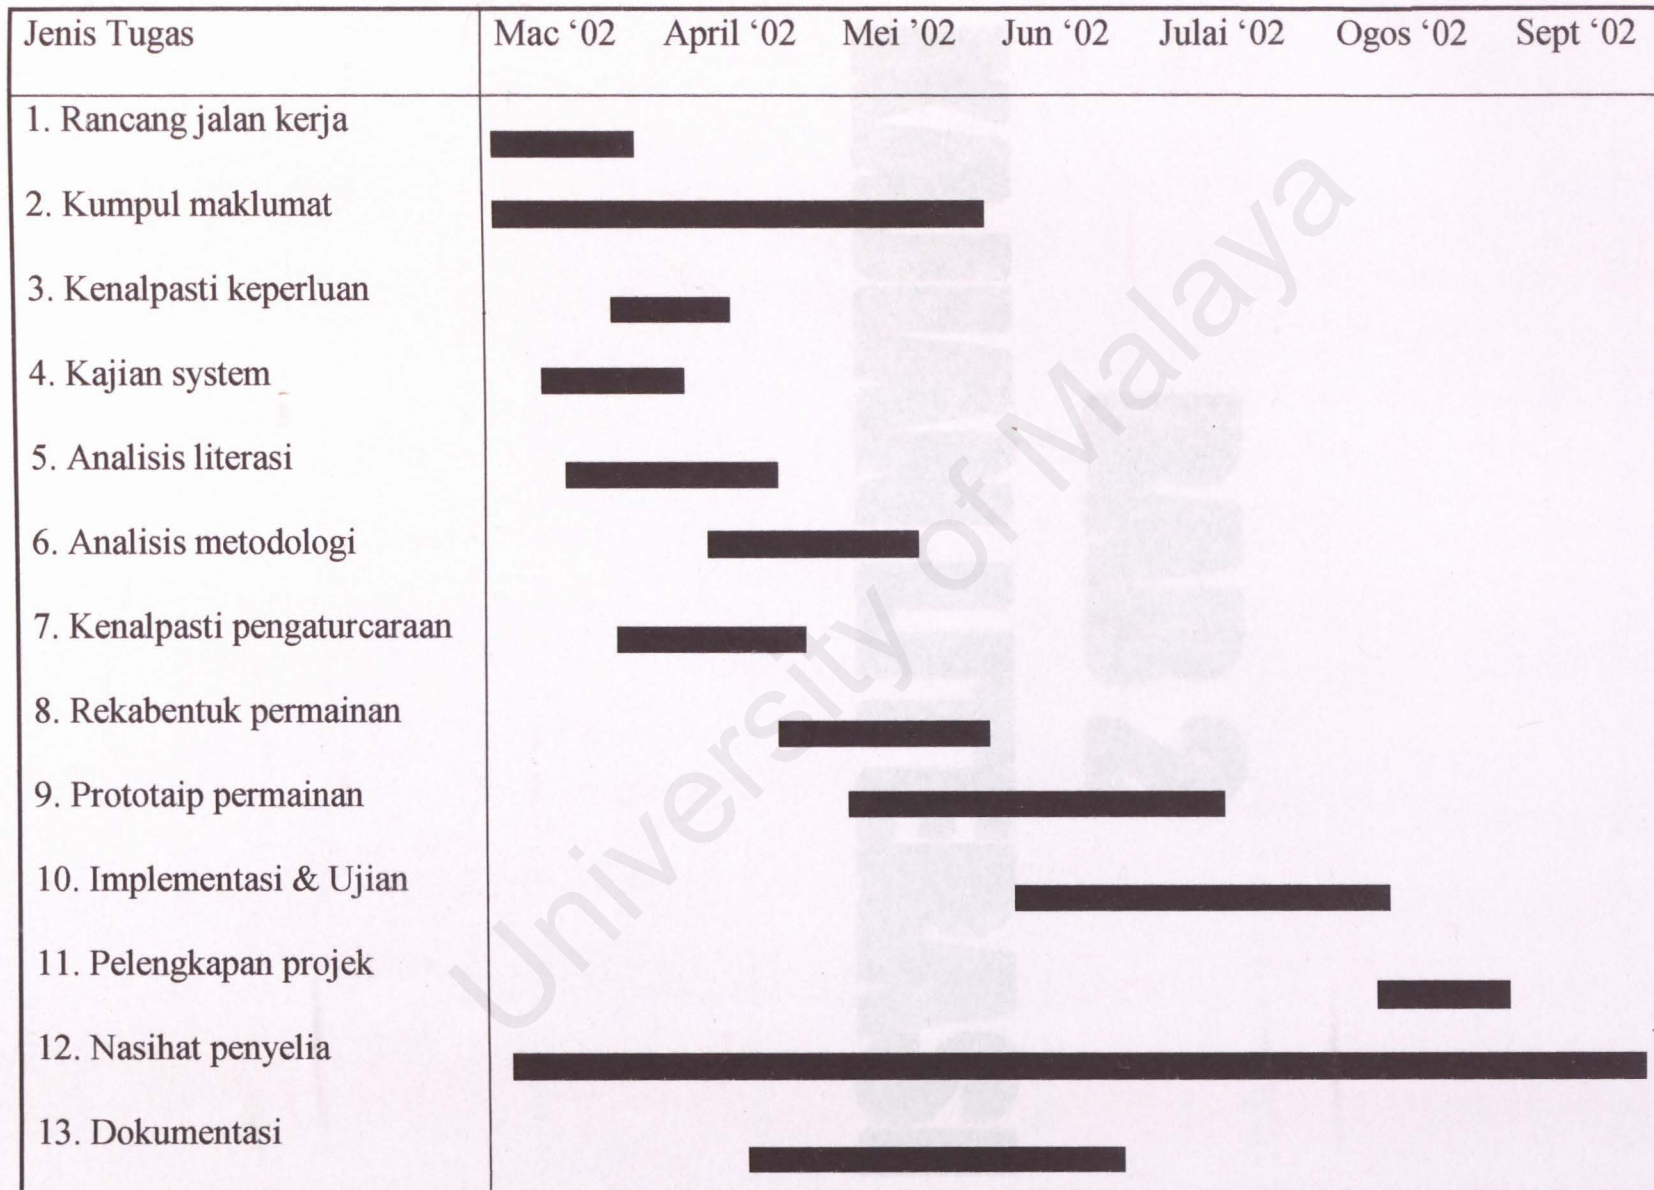 Jenis Tugas Mac ‘02 April ‘02 Mei ’02 Jun ‘02 Julai ‘02 Ogos ‘02 Sept ‘02
1. Rancang jalan kerja
2. Kumpul maklumat
3. Kenalpasti keperluan
4. Kajian system
5. Analisis literasi
6. Analisis metodologi
7. Kenalpasti pengaturcaraan
8. Rekabentuk permainan
9. Prototaip permainan
10. Implementasi & Ujian
11. Pelengkapan projek
12. Nasihat penyelia
13. Dokumentasi
University of Malaya